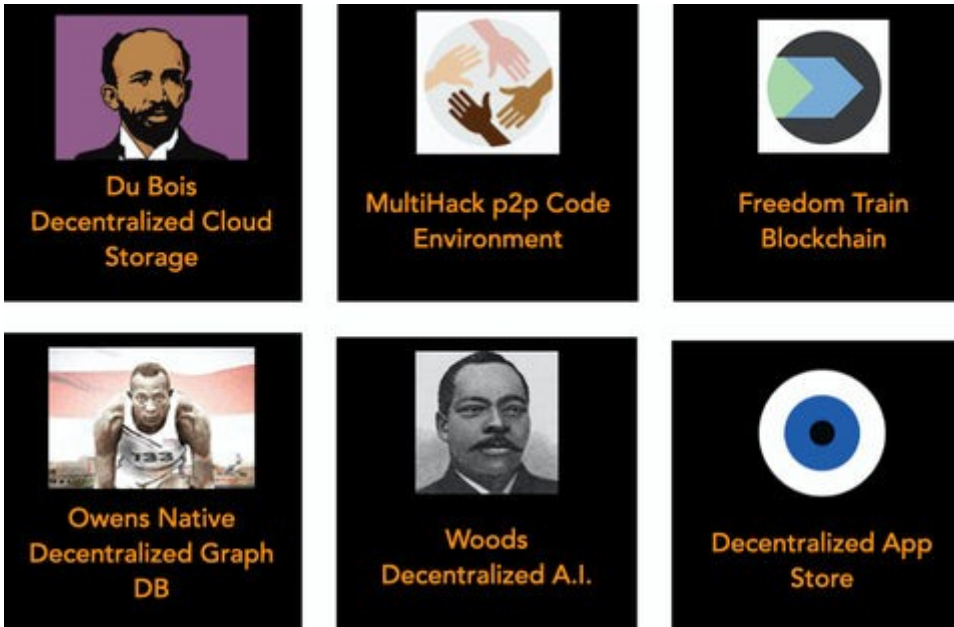 Du Bois
Decentralized Cloud
Storage
MultiHack p2p Code
Environment
Freedom Train
Blockchain
133
Owens Native
Decentralized Graph
DB
Woods
Decentralized A.I.
Decentralized App
Store